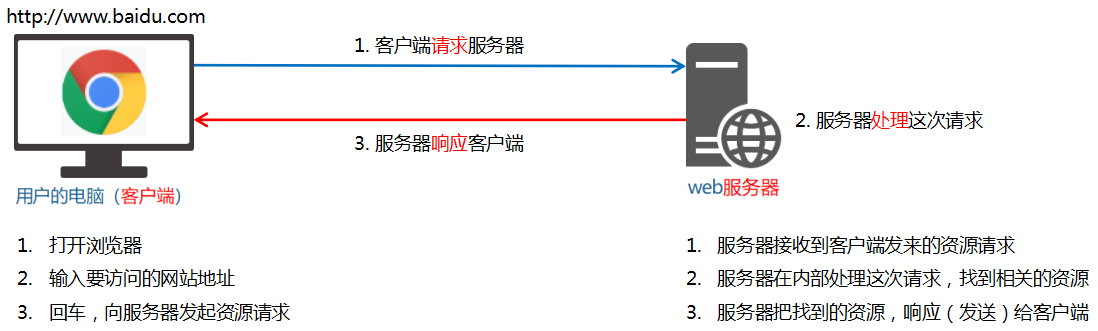 http://www.baidu.com
1. 客户端请求服务器
2. 服务器处理这次请求
3. 服务器响应客户端
用户的电脑（客户端）
web服务器
1. 打开浏览器
2. 输入要访问的网站地址
3. 回车，向服务器发起资源请求
1. 服务器接收到客户端发来的资源请求
2. 服务器在内部处理这次请求，找到相关的资源
3. 服务器把找到的资源，响应（发送）给客户端